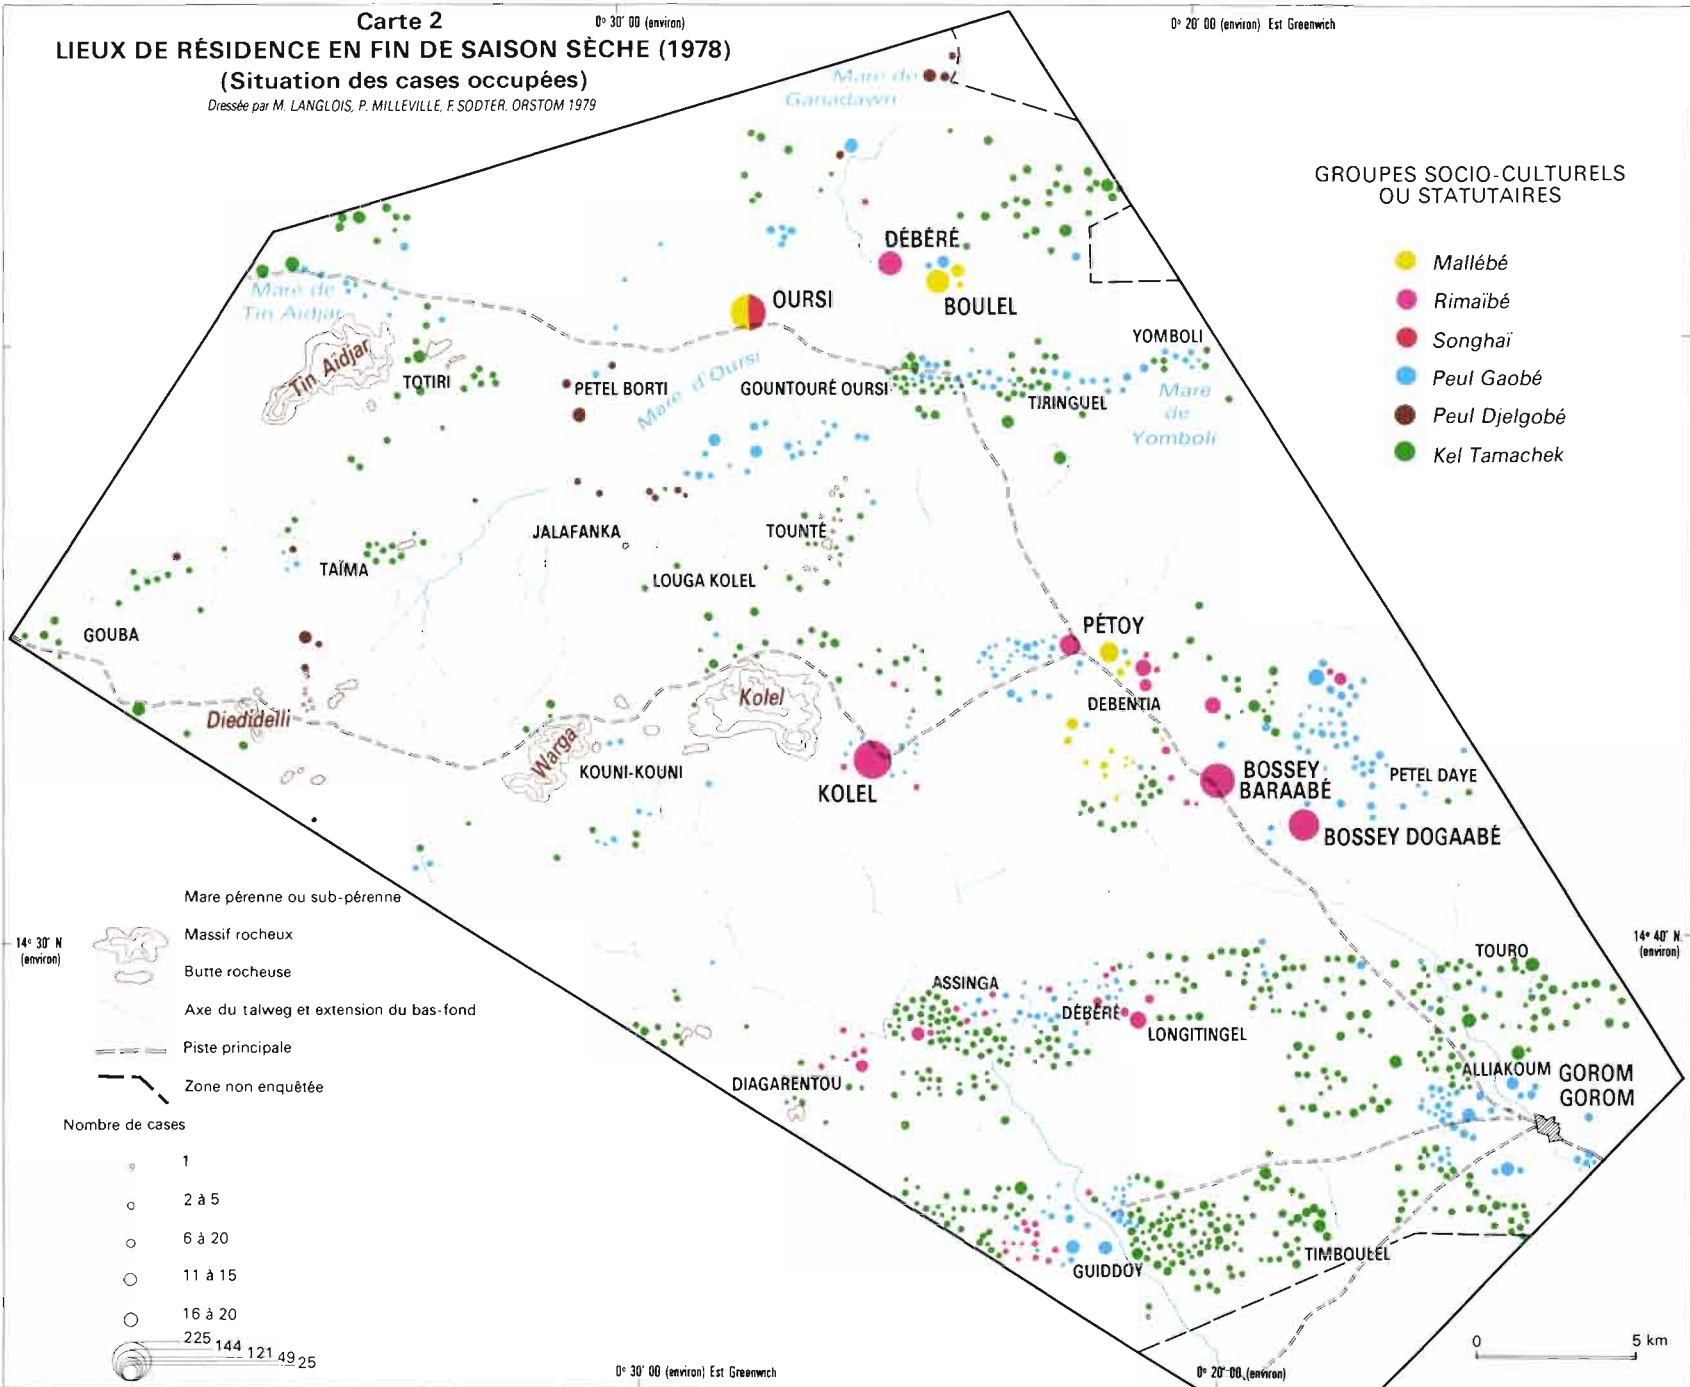 Carte 2
LIEUX DE RÉSIDENCE EN FIN DE SAISON SÈCHE (1978)
(Situation des cases occupées)
Dressée par M. LANGLOIS, P. MILLEVILLE, F. SODTER. ORSTOM 1979
0° 30' 00 (environ)
0° 20' 00 (environ) Est Greenwich
Mare de
Ganadawn
GROUPES SOCIO-CULTURELS
OU STATUTAIRES
Mallébé
Rimaïbé
Songhaï
Peul Gaobé
Peul Djelgobé
Kel Tamachek
DÉBÉRÉ
BOULEL
OURSI
Mare de
Tin Aidjar
Tin Aïdjar
TOTIRI
PETEL BORTI
Mare d'Oursi
GOUNTOURÉ OURSI
TIRINGUEL
YOMBOLI
Mare
de
Yomboli
JALAFANKA
TOUNTÉ
TAÏMA
LOUGA KOLEL
GOUBA
PÉTOY
DEBENTIA
Diedidelli
Kolel
Warga
KOUNI-KOUNI
KOLEL
BOSSEY
BARAABÉ
PETEL DAYE
BOSSEY DOGAABÉ
14° 30' N
(environ)
14° 40' N.
(environ)
Mare pérenne ou sub-pérenne
Massif rocheux
Butte rocheuse
Axe du talweg et extension du bas-fond
Piste principale
Zone non enquêtée
Nombre de cases
1
2 à 5
6 à 20
11 à 15
16 à 20
225 144 121 49 25
TOURO
ASSINGA
DÉBÉRÉ
LONGITINGEL
DIAGARENTOU
ALLIAKOUM
GOROM
GOROM
GUIDDOY
TIMBOULEL
0 5 km
0° 30' 00 (environ) Est Greenwich
0° 20' 00 (environ)